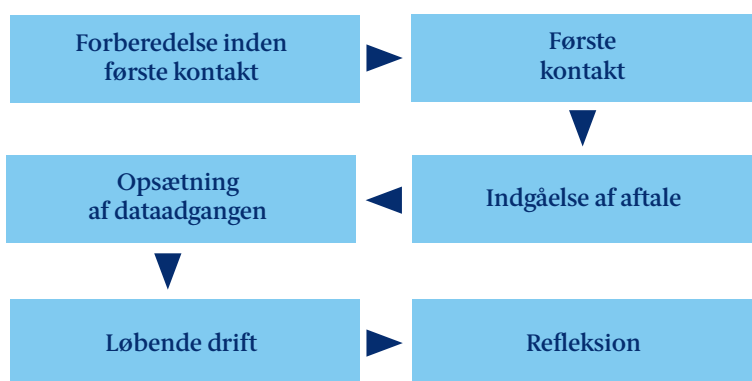 Forberedelse inden
første kontakt
Første
kontakt
Indgåelse af aftale
Opsætning
af dataadgangen
Løbende drift
Refleksion